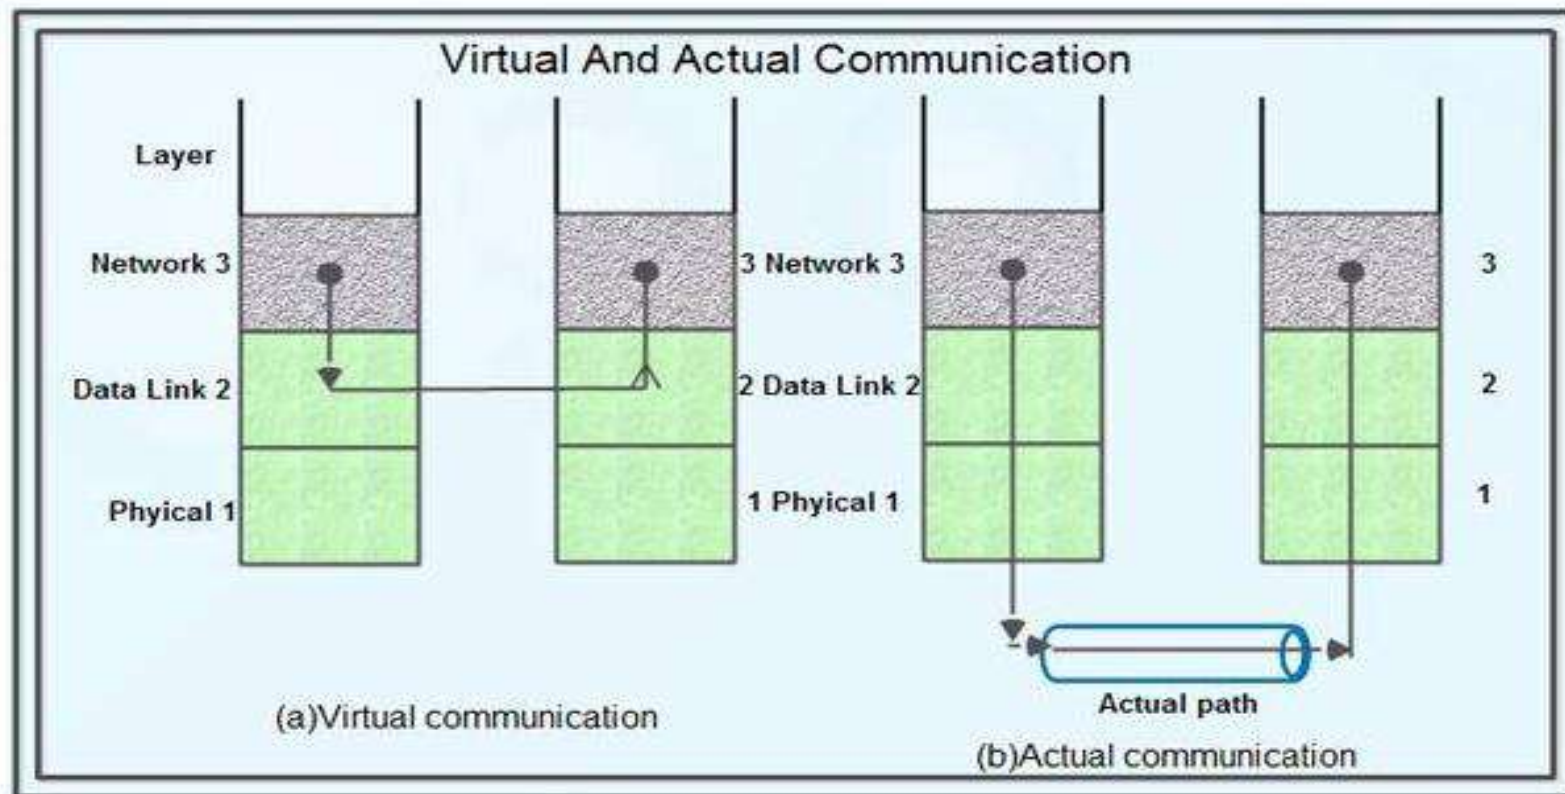 Virtual And Actual Communication
Layer
Network 3
3 Network 3
3
Data Link 2
2 Data Link 2
2
Phyical 1
1 Phyical 1
1
Actual path
(a)Virtual communication
(b)Actual communication